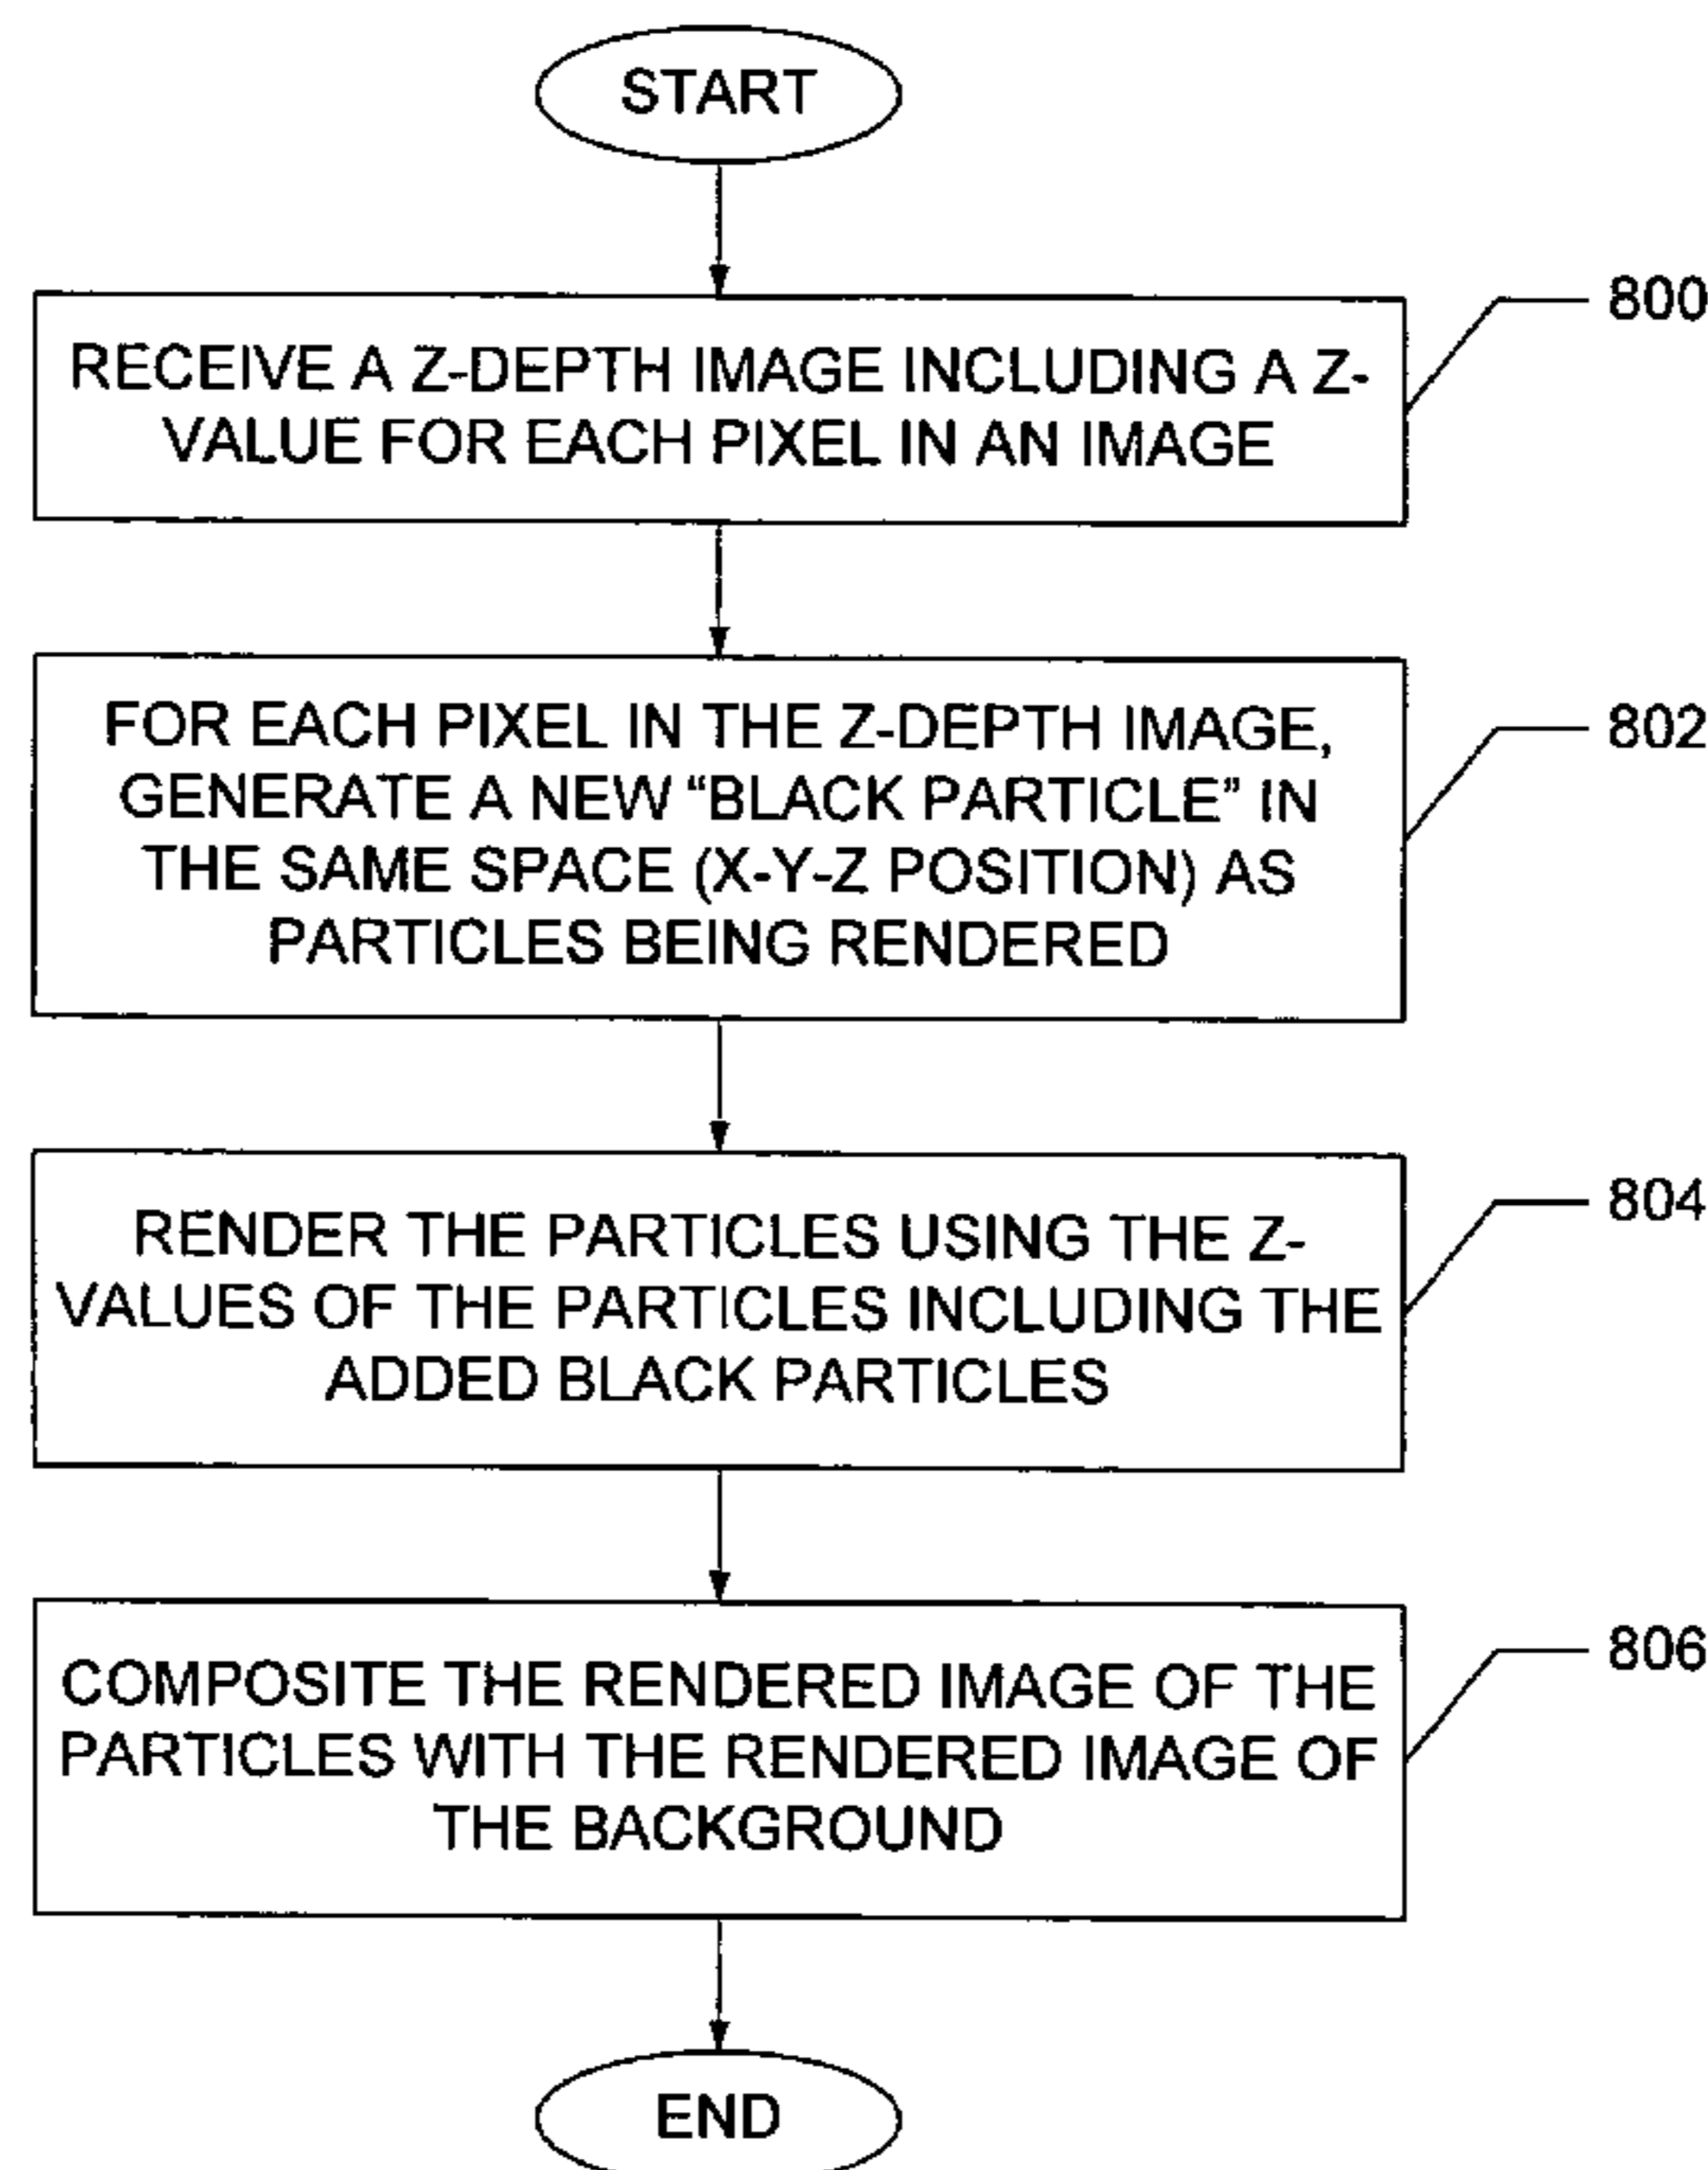 START
800
RECEIVE A Z-DEPTH IMAGE INCLUDING A Z-
VALUE FOR EACH PIXEL IN AN IMAGE
802
FOR EACH PIXEL IN THE Z-DEPTH IMAGE,
GENERATE A NEW “BLACK PARTICLE” IN
THE SAME SPACE (X-Y-Z POSITION) AS
PARTICLES BEING RENDERED
804
RENDER THE PARTICLES USING THE Z-
VALUES OF THE PARTICLES INCLUDING THE
ADDED BLACK PARTICLES
806
COMPOSITE THE RENDERED IMAGE OF THE
PARTICLES WITH THE RENDERED IMAGE OF
THE BACKGROUND
END